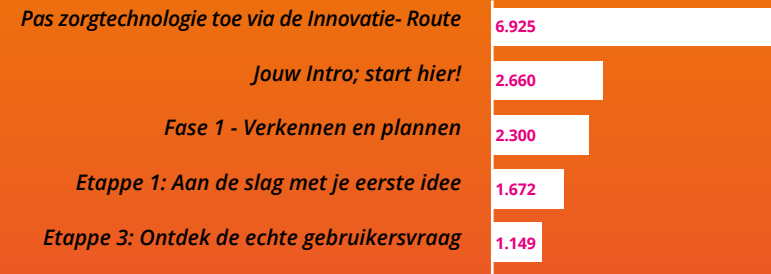 Pas zorgtechnologie toe via de Innovatie- Route 6.925
Jouw Intro; start hier! 2.660
Fase 1 - Verkennen en plannen 2.300
Etappe 1: Aan de slag met je eerste idee 1.672
Etappe 3: Ontdek de echte gebruikersvraag 1.149